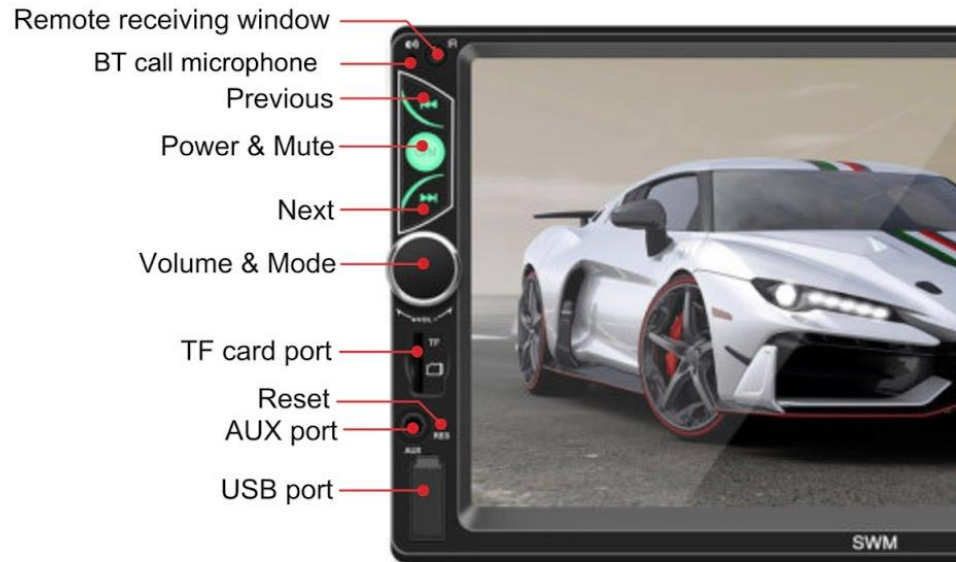 Remote receiving window
IR
BT call microphone
Previous
Power & Mute
Next
Volume & Mode
TF card port
TF
Reset
AUX port
RES
AUX
USB port
SWM